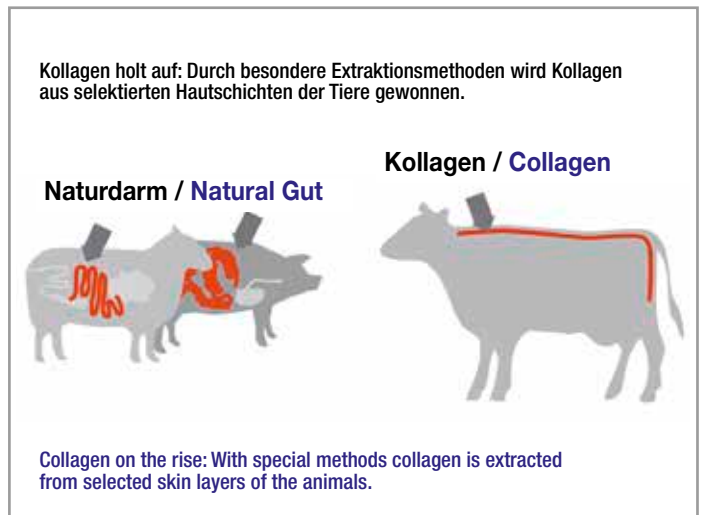 Kollagen holt auf: Durch besondere Extraktionsmethoden wird Kollagen
aus selektierten Hautschichten der Tiere gewonnen.
Kollagen / Collagen
Naturdarm / Natural Gut
Collagen on the rise: With special methods collagen is extracted
from selected skin layers of the animals.